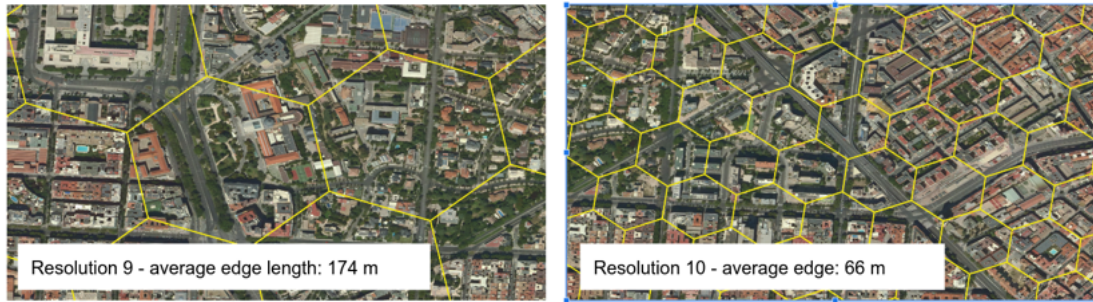 Resolution 9 - average edge length: 174 m
Resolution 10 - average edge: 66 m